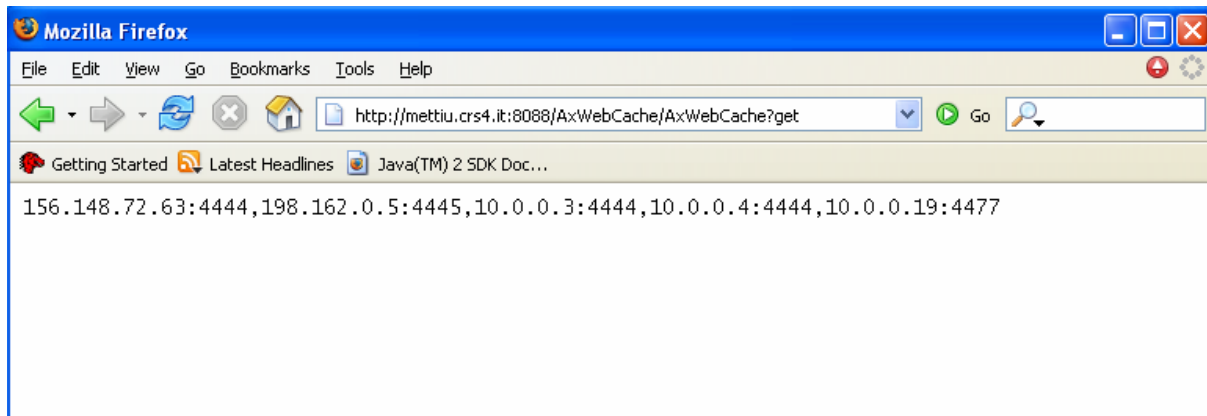 Mozilla Firefox
File Edit View Go Bookmarks Tools Help
http://mettiu.crs4.it:8088/AxWebCache/AxWebCache?get Go
Getting Started Latest Headlines Java(TM) 2 SDK Doc...
156.148.72.63:4444,198.162.0.5:4445,10.0.0.3:4444,10.0.0.4:4444,10.0.0.19:4477